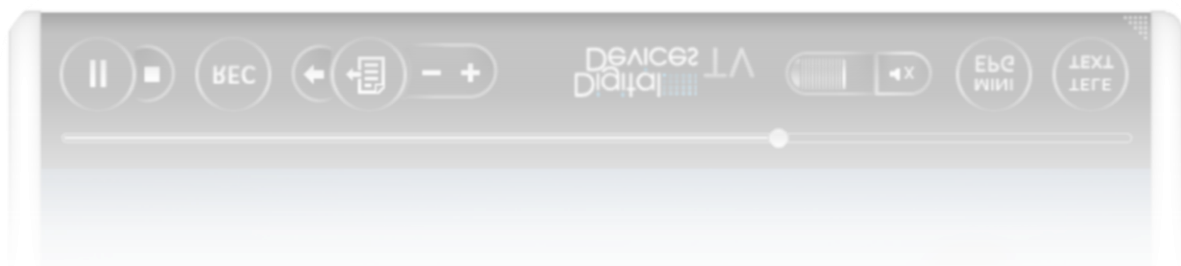 REC
Digital
Devices TV
MINI
EPG
TELE
TEXT